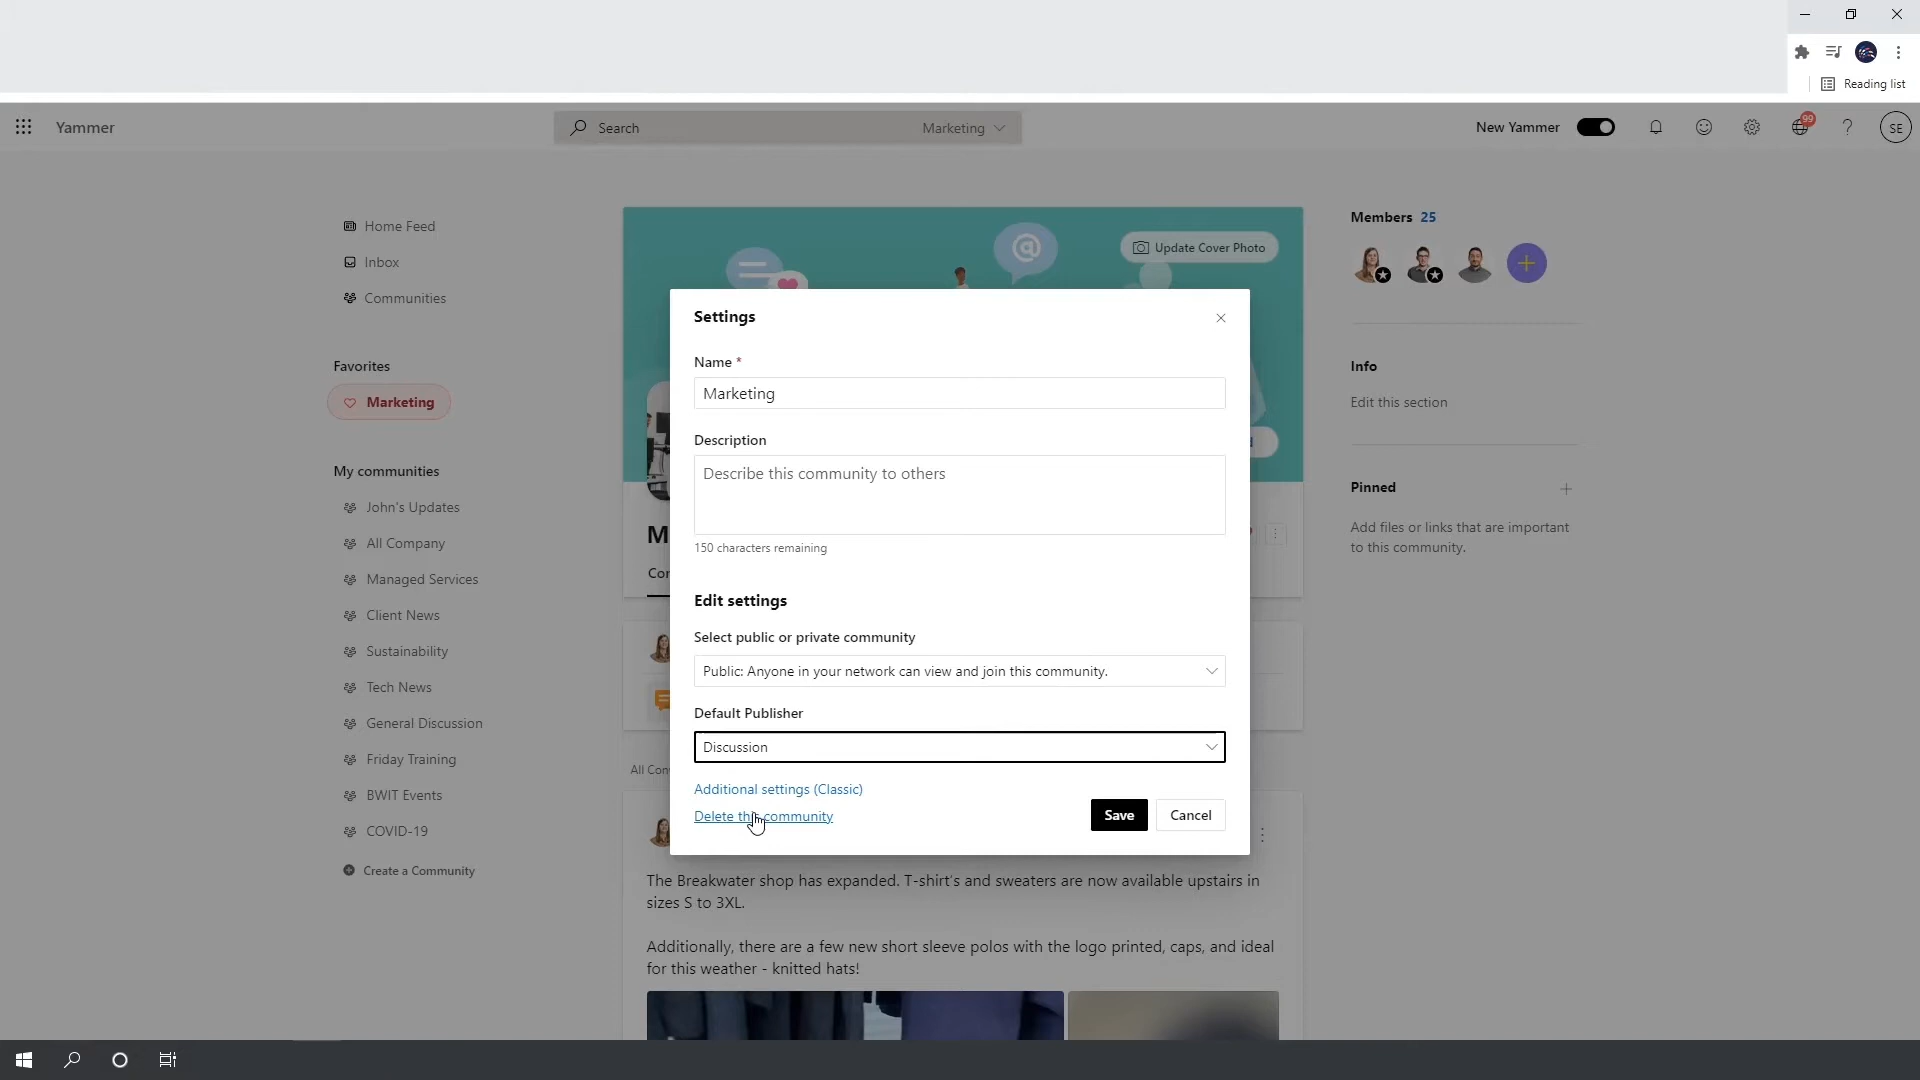 Reading list
Yammer
Search
Marketing
New Yammer
99
SE
Home Feed
Inbox
Communities
Favorites
Marketing
My communities
John's Updates
All Company
Managed Services
Client News
Sustainability
Tech News
General Discussion
Friday Training
BWIT Events
COVID-19
Create a Community
Update Cover Photo
Settings
Name *
Marketing
Description
Describe this community to others
150 characters remaining
Edit settings
Select public or private community
Public: Anyone in your network can view and join this community.
Default Publisher
Discussion
Additional settings (Classic)
Delete this community
Save
Cancel
The Breakwater shop has expanded. T-shirt's and sweaters are now available upstairs in
sizes S to 3XL.
Additionally, there are a few new short sleeve polos with the logo printed, caps, and ideal
for this weather - knitted hats!
Members 25
Info
Edit this section
Pinned
Add files or links that are important
to this community.